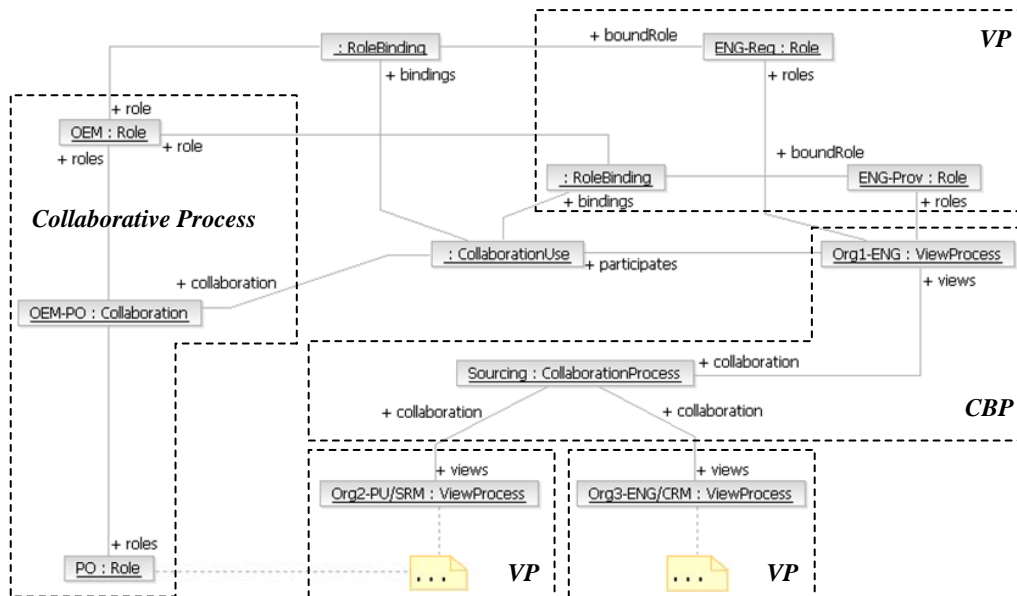 VP
: RoleBinding
+ boundRole
ENG-Req : Role
+ bindings
+ roles
+ role
OEM : Role
+ roles
+ role
+ boundRole
: RoleBinding
ENG-Prov : Role
+ bindings
+ roles
Collaborative Process
: CollaborationUse
Org1-ENG : ViewProcess
+ participates
+ views
+ collaboration
OEM-PO : Collaboration
+ collaboration
Sourcing : CollaborationProcess
+ collaboration
+ collaboration
CBP
+ views
+ views
Org2-PU/SRM : ViewProcess
Org3-ENG/CRM : ViewProcess
+ roles
PO : Role
...
VP
...
VP